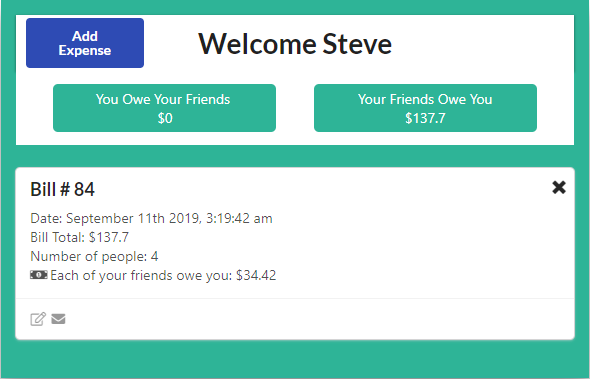 Add
Expense
Welcome Steve
You Owe Your Friends
$0
Your Friends Owe You
$137.7
Bill # 84
Date: September 11th 2019, 3:19:42 am
Bill Total: $137.7
Number of people: 4
Each of your friends owe you: $34.42